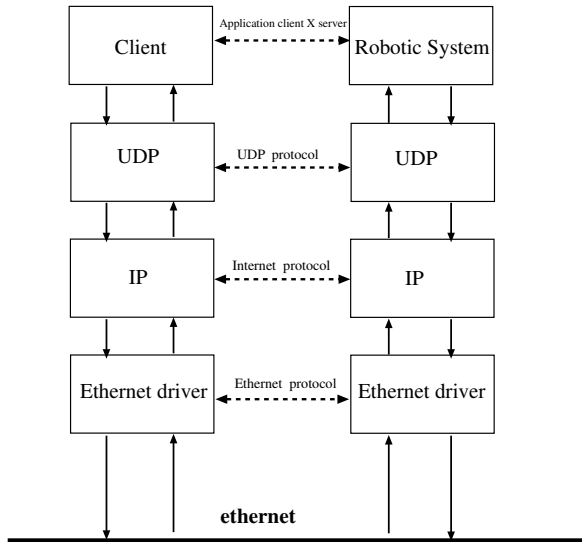 Client
Application client X server
Robotic System
UDP
UDP protocol
UDP
IP
Internet protocol
IP
Ethernet driver
Ethernet protocol
Ethernet driver
ethernet